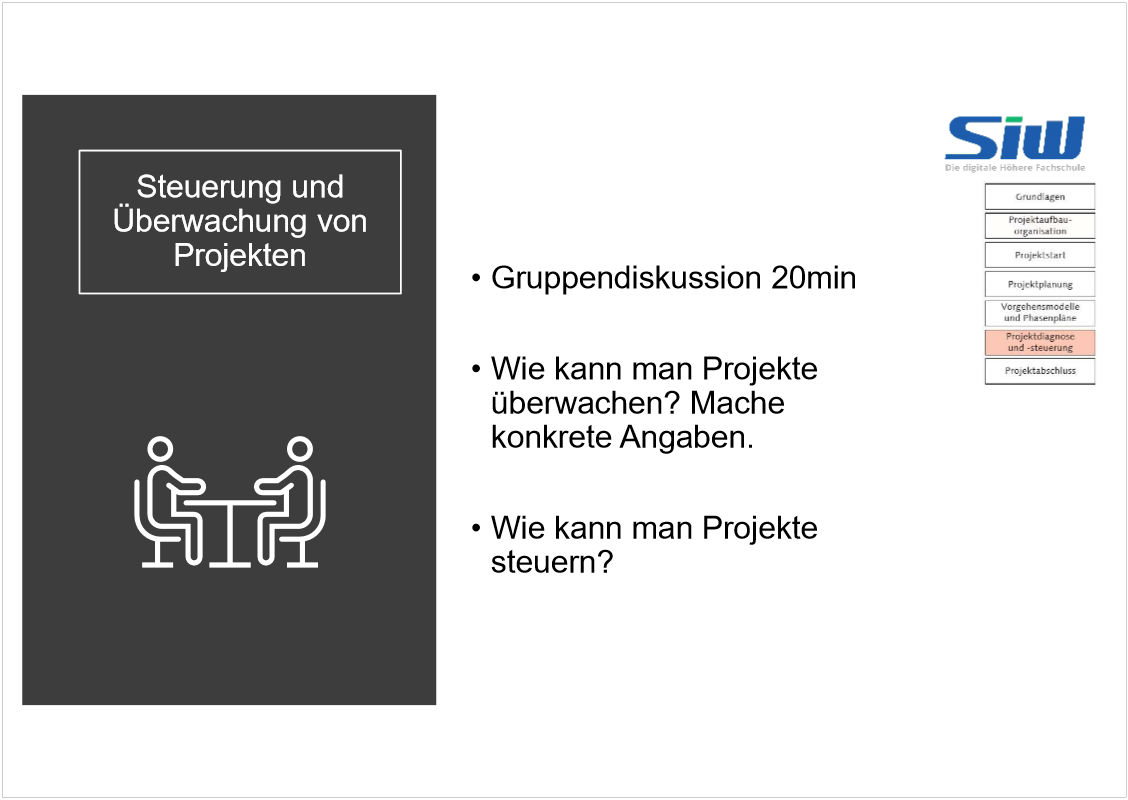 Steuerung und
Überwachung von
Projekten
• Gruppendiskussion 20min
• Wie kann man Projekte
überwachen? Mache
konkrete Angaben.
• Wie kann man Projekte
steuern?
Siw
Die digitale Höhere Fachschule
Grundlagen
Projektaufbau-
organisation
Projektstart
Projektplanung
Vorgehensmodelle
und Phasenpläne
Projektdiagnose
und -steuerung
Projektabschluss